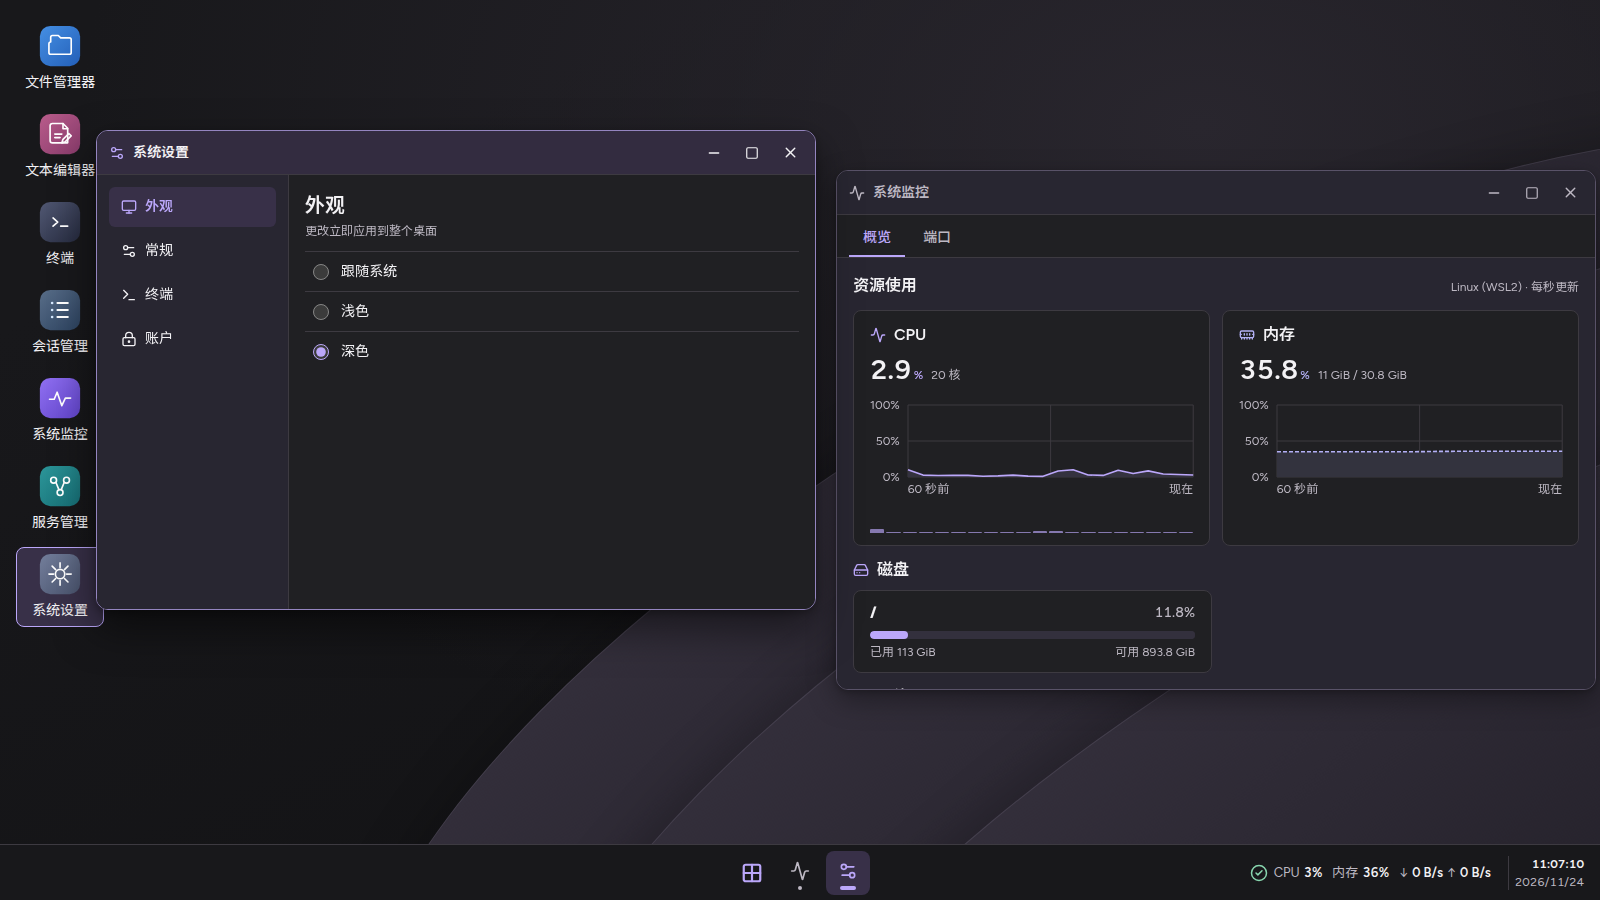 文件管理器
文本编辑器
终端
会话管理
系统监控
服务管理
系统设置
系统设置
外观
常规
终端
账户
外观
更改立即应用到整个桌面
跟随系统
浅色
深色
系统监控
概览 端口
资源使用 Linux (WSL2) · 每秒更新
CPU
2.9% 20 核
100%
50%
0%
60 秒前 现在
内存
35.8% 11 GiB / 30.8 GiB
100%
50%
0%
60 秒前 现在
磁盘
/ 11.8%
已用 113 GiB 可用 893.8 GiB
CPU 3% 内存 36% ↓ 0 B/s ↑ 0 B/s
11:07:10
2026/11/24